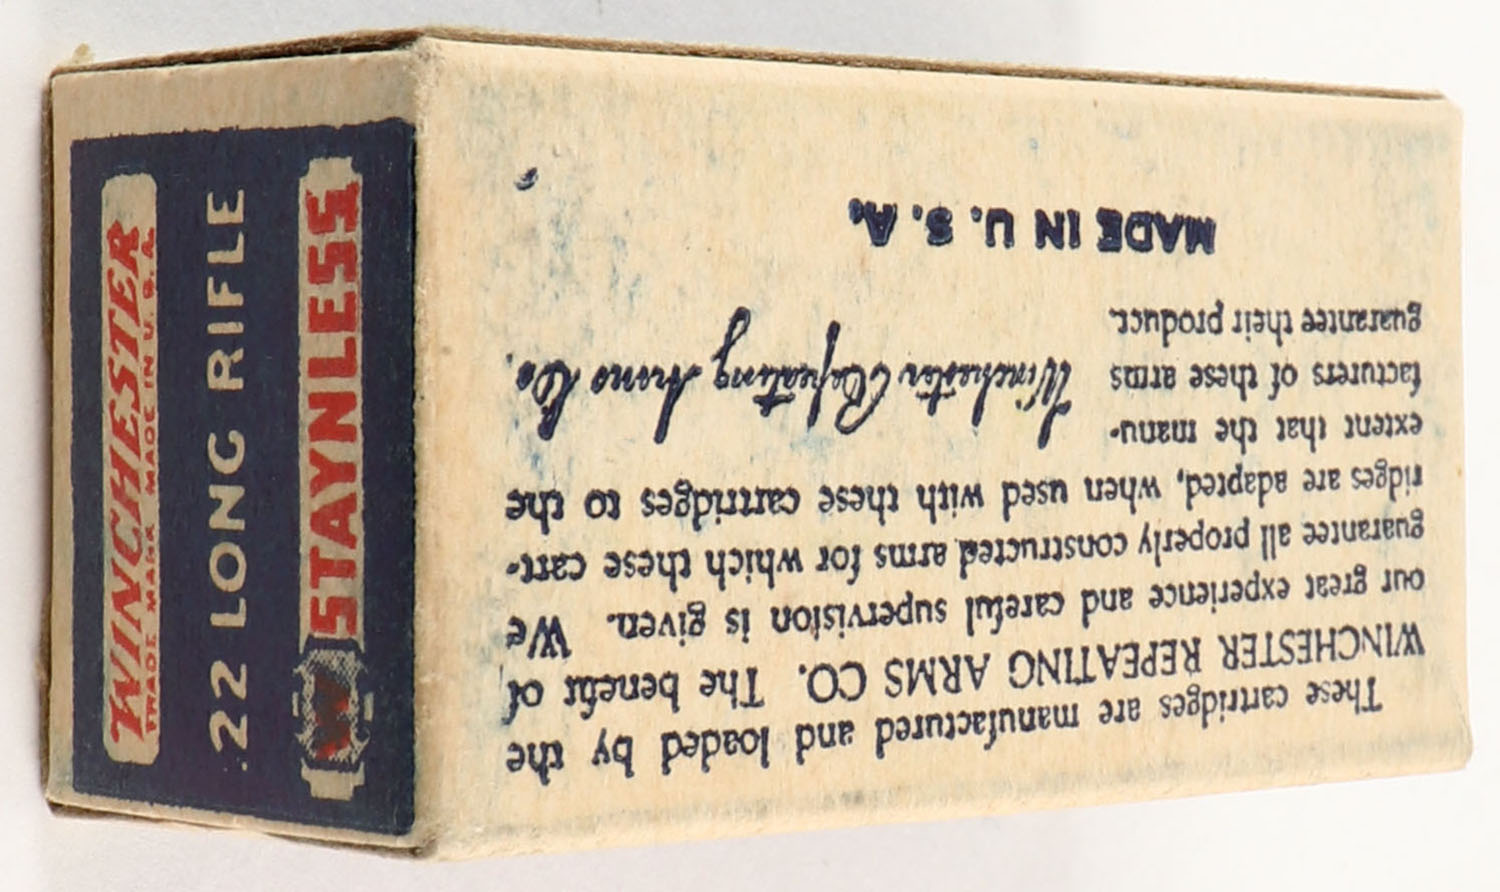 WINCHESTER
TRADE MARK MADE IN U. S. A.
.22 LONG RIFLE
W STAYNLESS
These cartridges are manufactured and loaded by the
WINCHESTER REPEATING ARMS CO. The benefit of
our great experience and careful supervision is given. We
guarantee all properly constructed arms for which these cart-
ridges are adapted, when used with these cartridges to the
extent that the manu-
facturers of these arms
guarantee their product.
Winchester Repeating Arms Co.
MADE IN U. S. A.